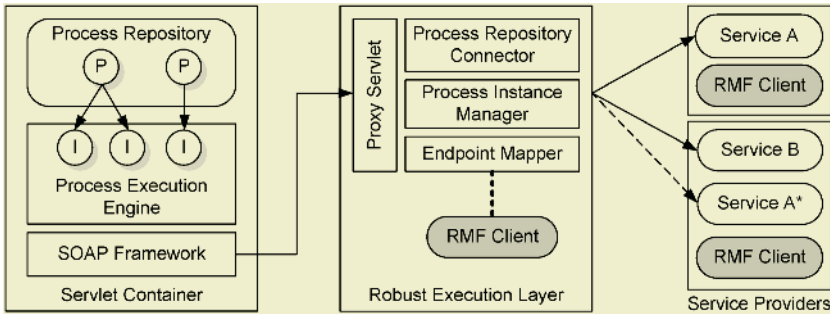 Process Repository
P
P
I
I
I
Process Execution
Engine
SOAP Framework
Servlet Container
Proxy Servlet
Process Repository
Connector
Process Instance
Manager
Endpoint Mapper
RMF Client
Robust Execution Layer
Service A
RMF Client
Service B
Service A*
RMF Client
Service Providers